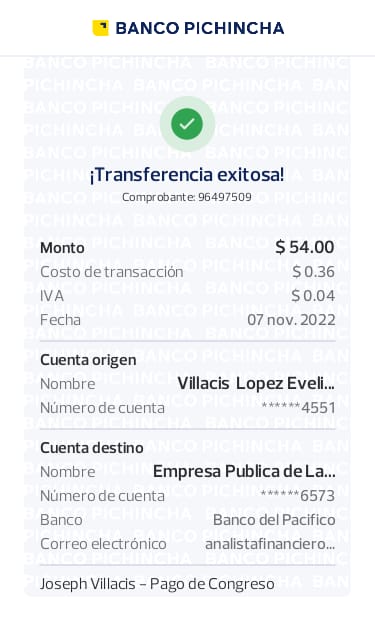 BANCO PICHINCHA
¡Transferencia exitosa!
Comprobante: 96497509
Monto $ 54.00
Costo de transacción $ 0.36
IVA $ 0.04
Fecha 07 nov. 2022
Cuenta origen
Nombre Villacis Lopez Eveli...
Número de cuenta ******4551
Cuenta destino
Nombre Empresa Publica de La...
Número de cuenta ******6573
Banco Banco del Pacifico
Correo electrónico analistafinanciero...
Joseph Villacis - Pago de Congreso